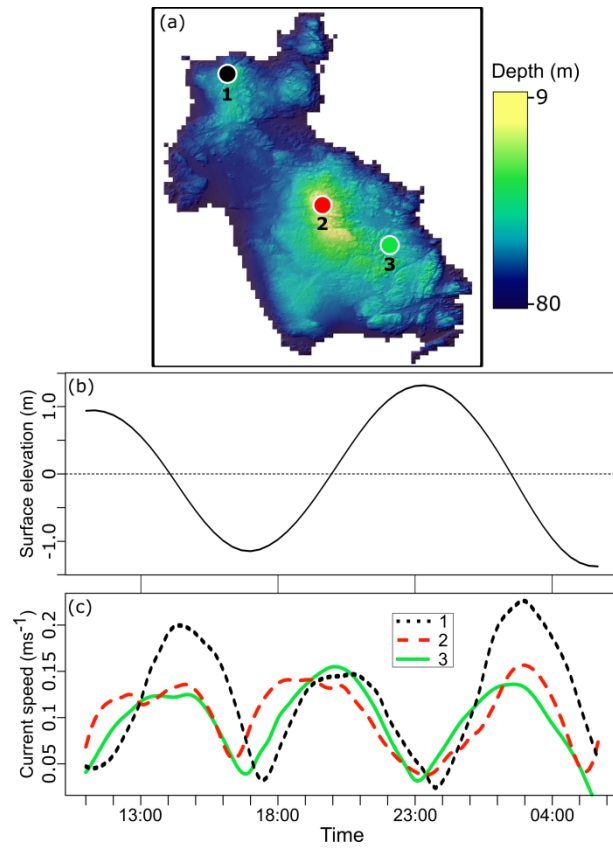 (a)
1
2
3
Depth (m)
9
80
(b)
Surface elevation (m)
1.0
0
-1.0
(c)
Current speed (ms-1)
0.2
0.15
0.1
0.05
1
2
3
13:00
18:00
23:00
04:00
Time